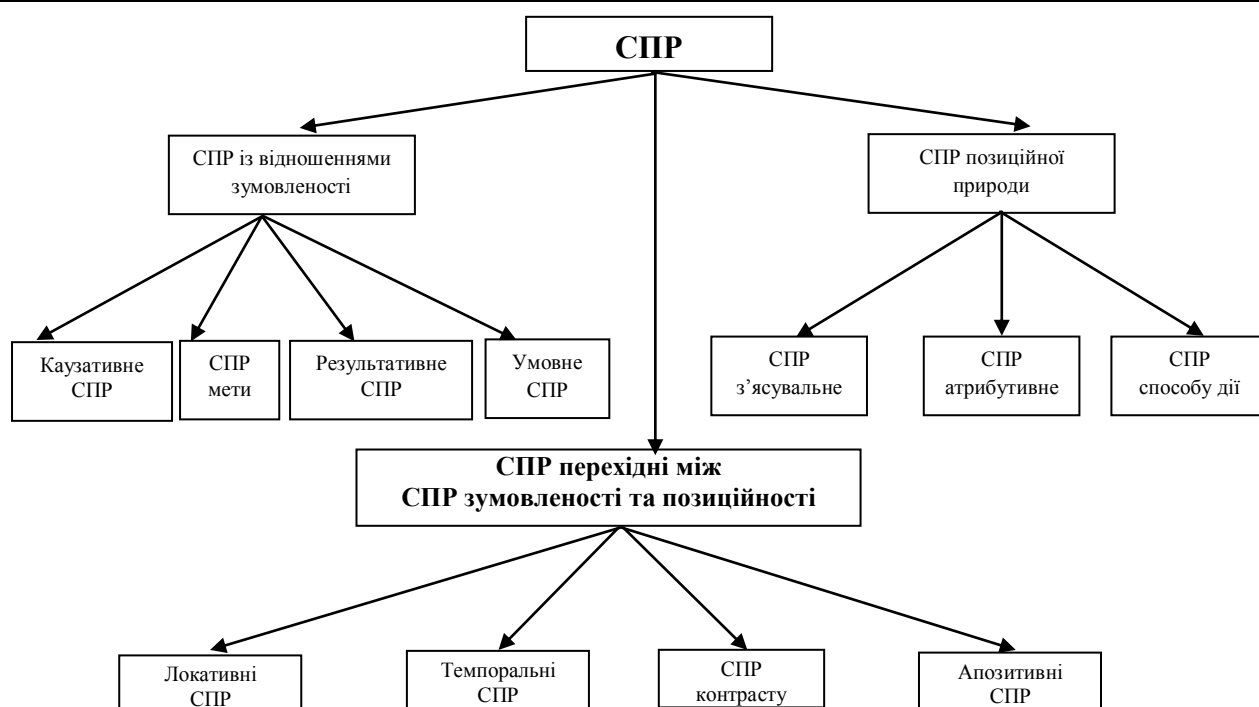 СПР
СПР із відношеннями
зумовленості
СПР позиційної
природи
Каузативне
СПР
СПР
мети
Результативне
СПР
Умовне
СПР
СПР
з’ясувальне
СПР
атрибутивне
СПР
способу дії
СПР перехідні між
СПР зумовленості та позиційності
Локативні
СПР
Темпоральні
СПР
СПР
контрасту
Апозитивні
СПР